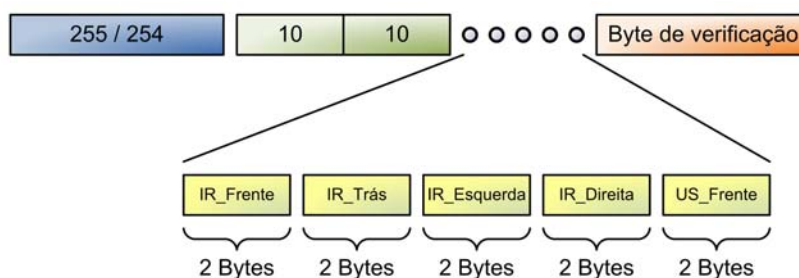 255 / 254 10 10 Byte de verificação
IR_Frente IR_Trás IR_Esquerda IR_Direita US_Frente
2 Bytes 2 Bytes 2 Bytes 2 Bytes 2 Bytes